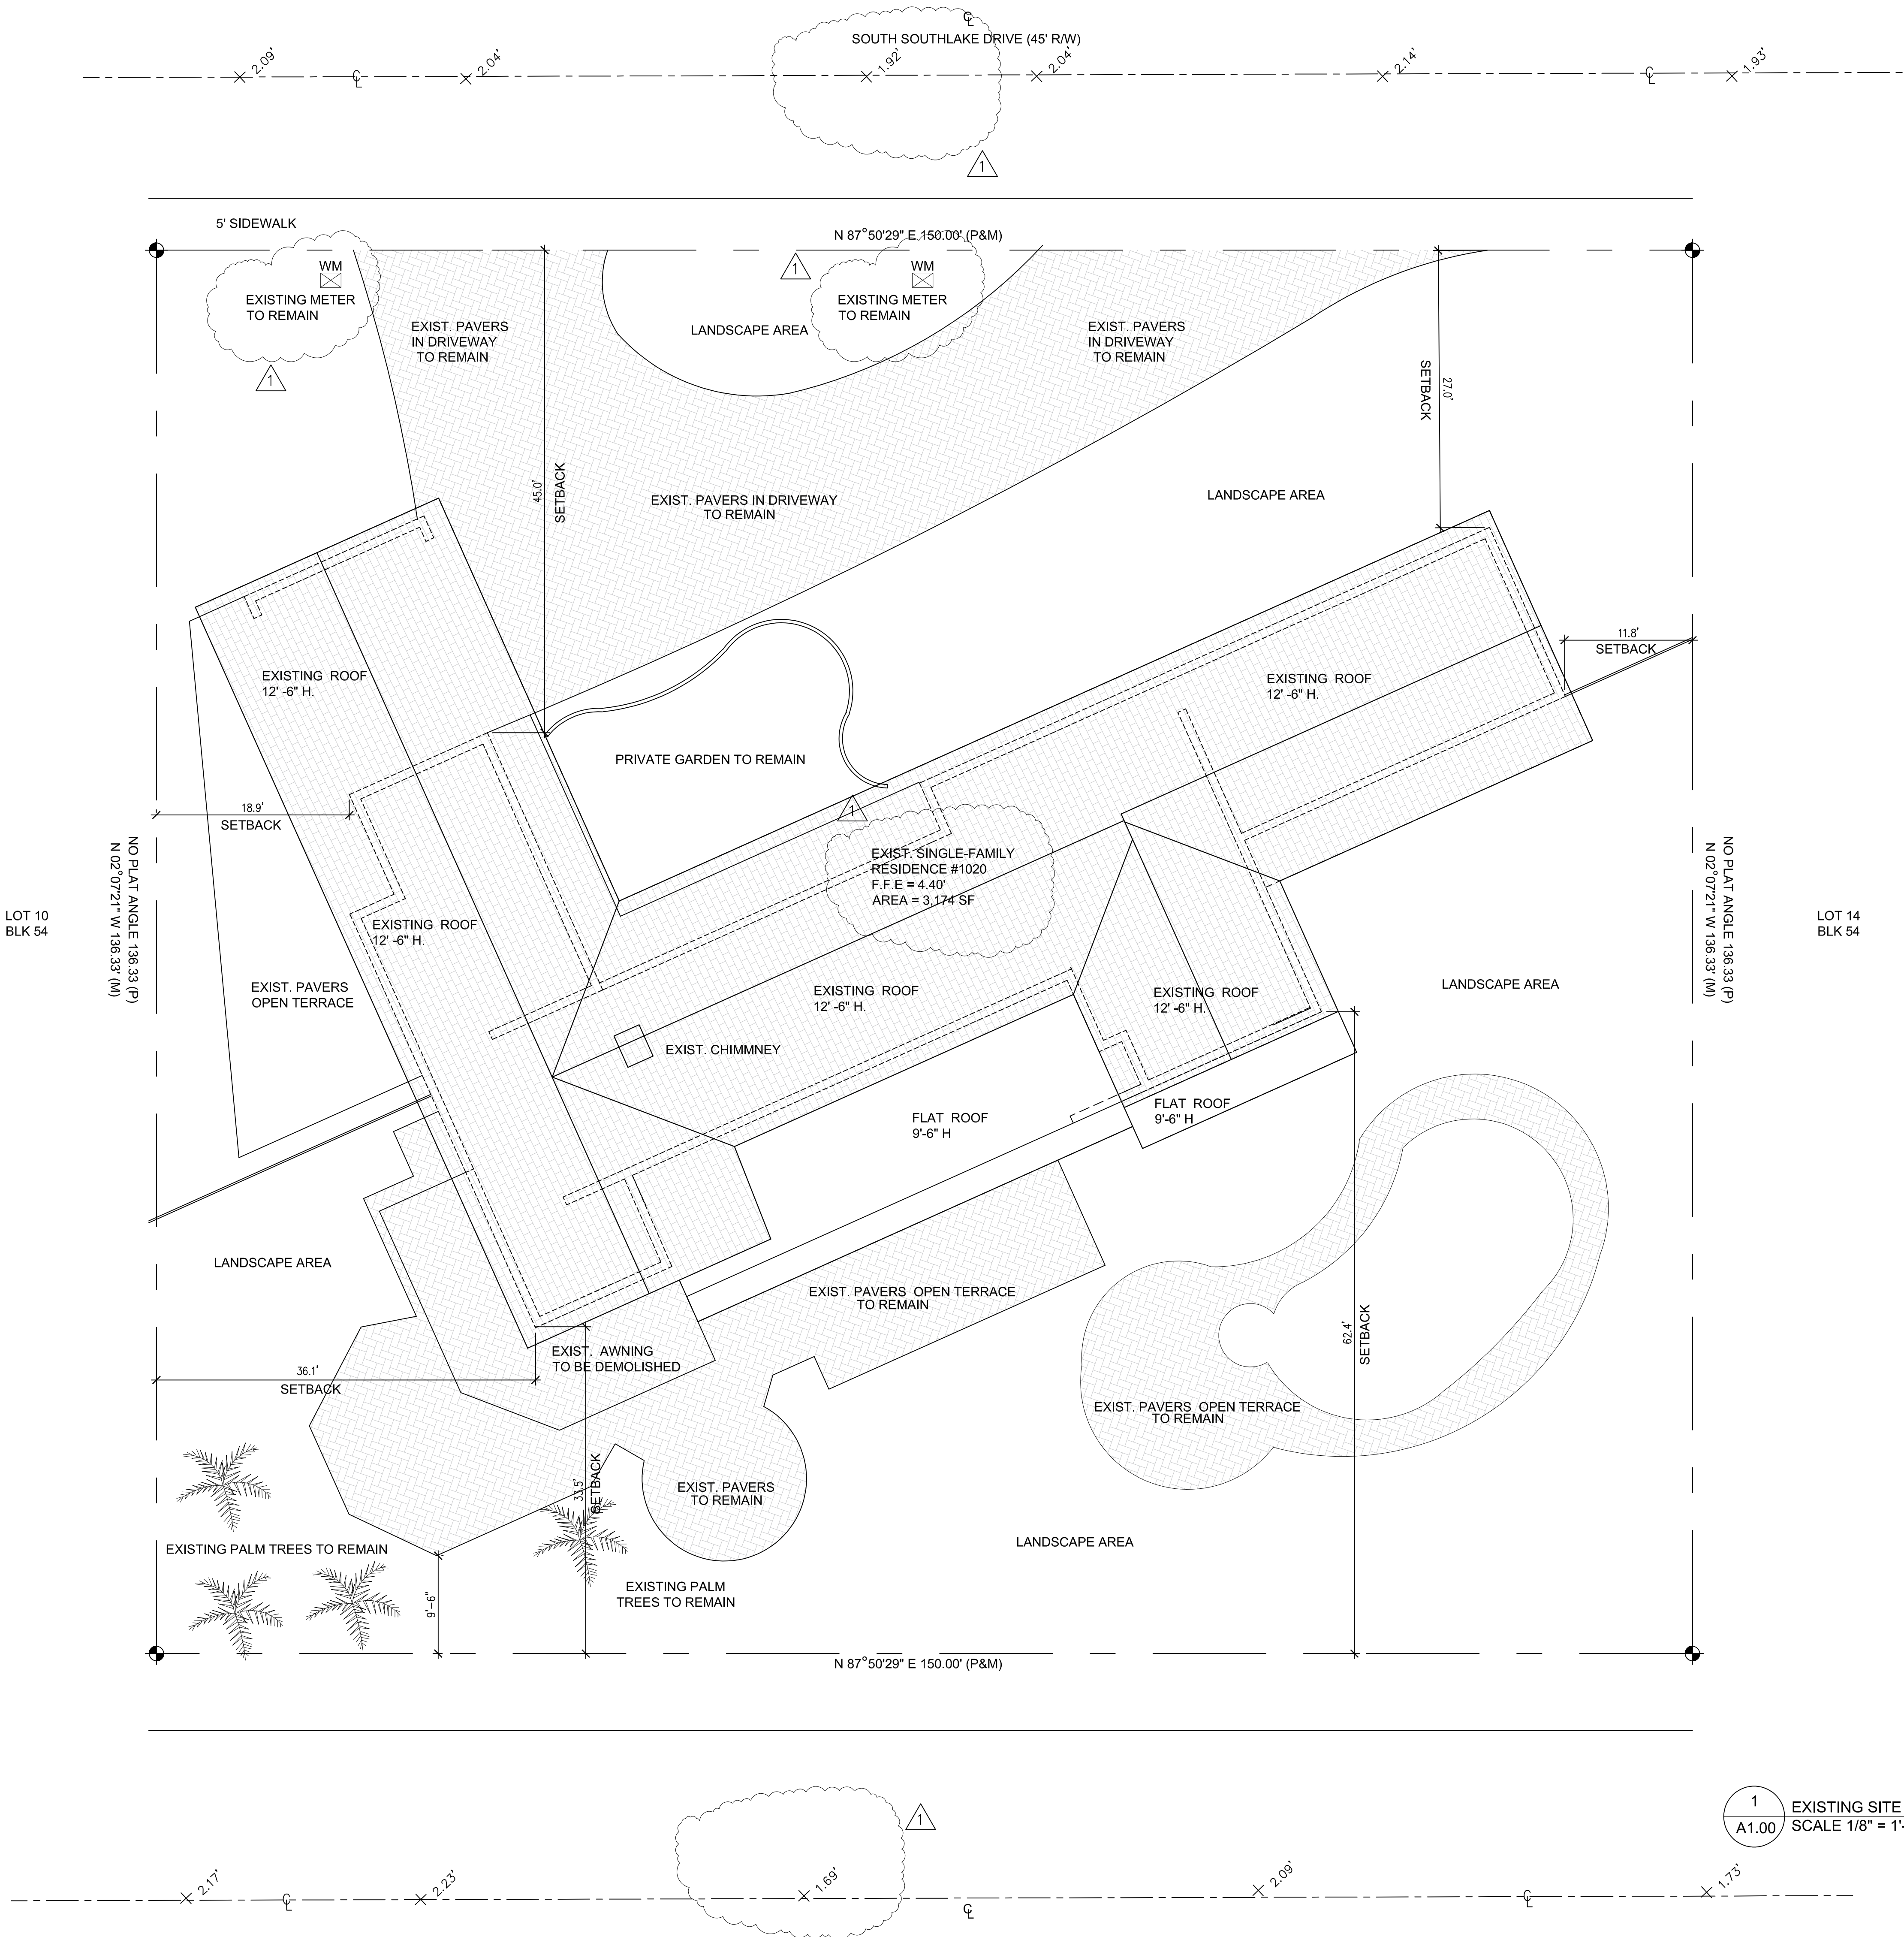 ℄
SOUTH SOUTHLAKE DRIVE (45' R/W)
2.09'
℄
2.04'
1.92'
2.04'
2.14'
℄
1.93'
1
5' SIDEWALK
N 87°50'29" E 150.00' (P&M)
WM
EXISTING METER
TO REMAIN
1
1
WM
EXISTING METER
TO REMAIN
EXIST. PAVERS
IN DRIVEWAY
TO REMAIN
LANDSCAPE AREA
EXIST. PAVERS
IN DRIVEWAY
TO REMAIN
27.0'
SETBACK
45.0'
SETBACK
EXIST. PAVERS IN DRIVEWAY
TO REMAIN
LANDSCAPE AREA
11.8'
SETBACK
EXISTING ROOF
12' -6" H.
EXISTING ROOF
12' -6" H.
PRIVATE GARDEN TO REMAIN
18.9'
SETBACK
1
EXIST. SINGLE-FAMILY
RESIDENCE #1020
F.F.E = 4.40'
AREA = 3,174 SF
NO PLAT ANGLE 136.33 (P)
N 02°07'21" W 136.33' (M)
NO PLAT ANGLE 136.33 (P)
N 02°07'21" W 136.33' (M)
LOT 10
BLK 54
LOT 14
BLK 54
EXISTING ROOF
12' -6" H.
EXIST. PAVERS
OPEN TERRACE
EXISTING ROOF
12' -6" H.
EXISTING ROOF
12' -6" H.
LANDSCAPE AREA
EXIST. CHIMMNEY
FLAT ROOF
9'-6" H
FLAT ROOF
9'-6" H
LANDSCAPE AREA
EXIST. PAVERS OPEN TERRACE
TO REMAIN
62.4'
SETBACK
EXIST. AWNING
TO BE DEMOLISHED
36.1'
SETBACK
EXIST. PAVERS OPEN TERRACE
TO REMAIN
33.5'
SETBACK
EXIST. PAVERS
TO REMAIN
EXISTING PALM TREES TO REMAIN
LANDSCAPE AREA
9'-6"
EXISTING PALM
TREES TO REMAIN
N 87°50'29" E 150.00' (P&M)
1
1
A1.00
EXISTING SITE
SCALE 1/8" = 1'-
2.17'
℄
2.23'
1.69'
℄
2.09'
℄
1.73'